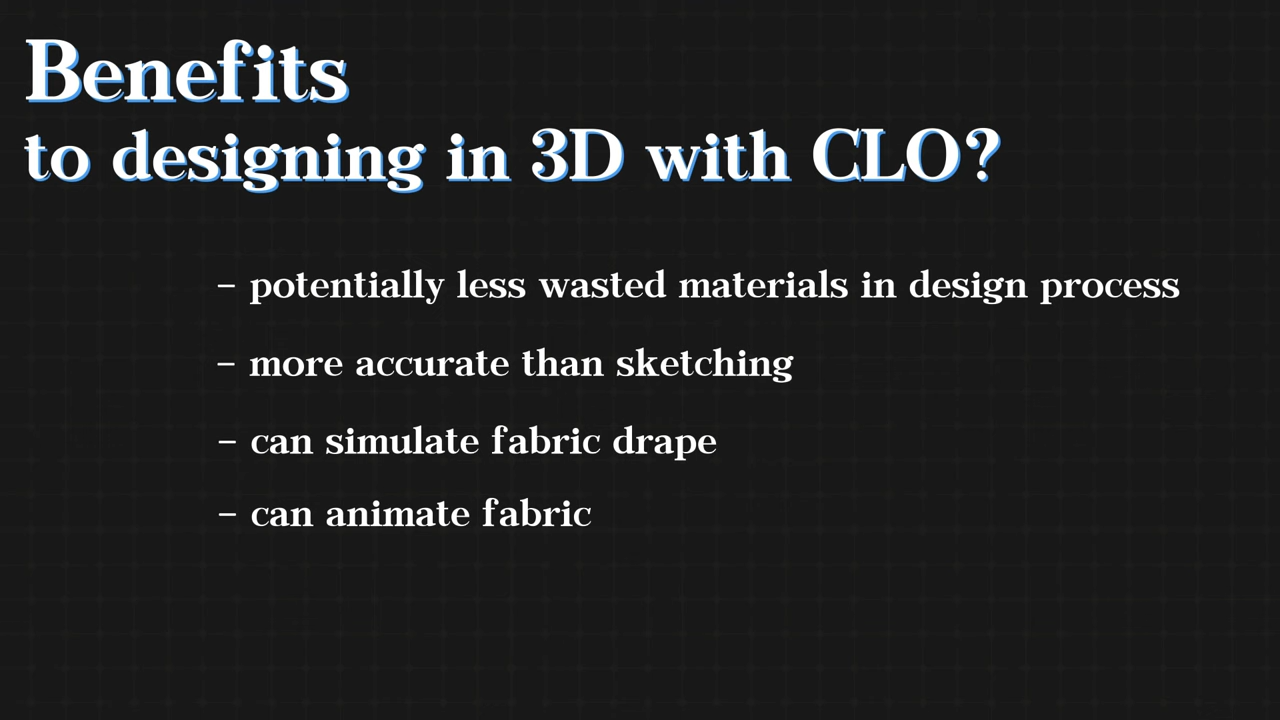 Benefits
to designing in 3D with CLO?
- potentially less wasted materials in design process
- more accurate than sketching
- can simulate fabric drape
- can animate fabric